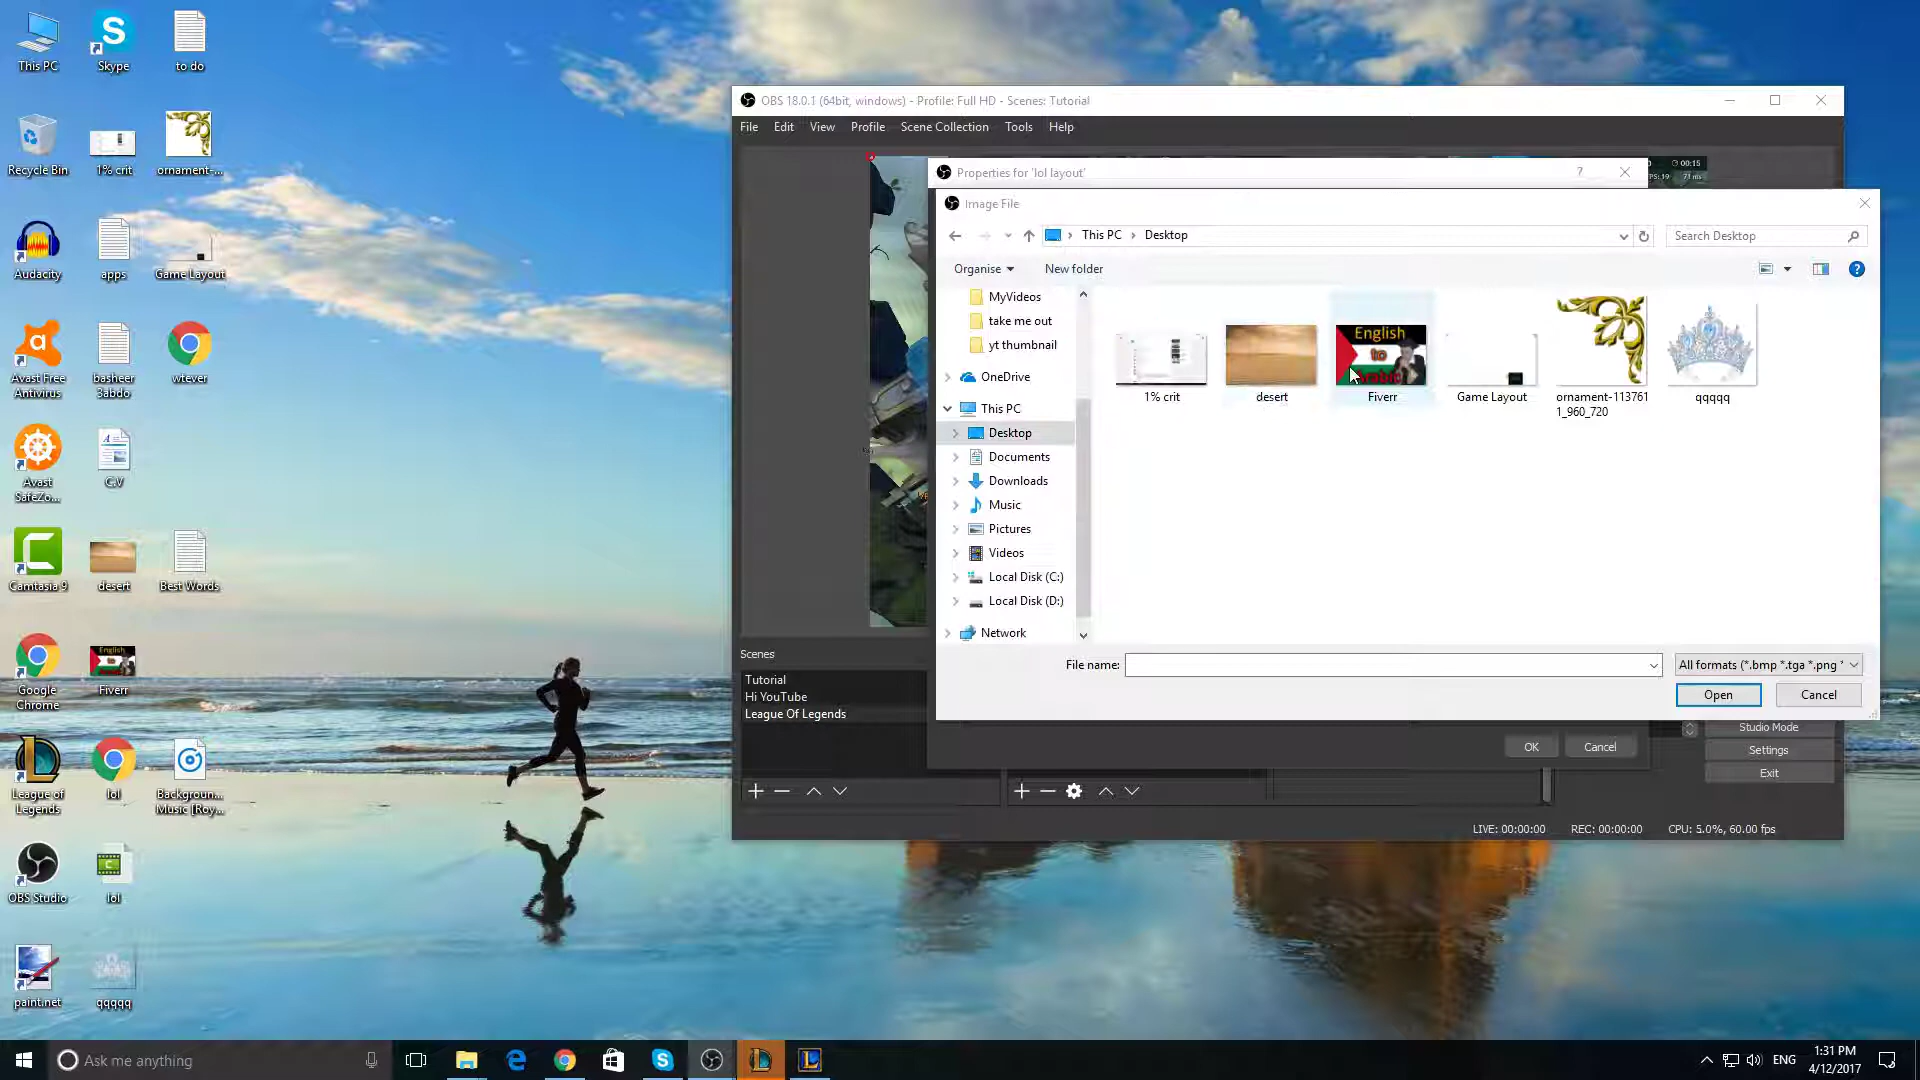 This PC
Skype
to do
Recycle Bin
1% crit
ornament-...
Audacity
apps
Game Layout
Avast Free
Antivirus
basheer
3abdo
wtever
Avast
SafeZo...
C.V
Camtasia 9
desert
Best Words
Google
Chrome
Fiverr
League of
Legends
lol
Backgroun...
Music [Roy...
OBS Studio
lol
paint.net
qqqqq
OBS 18.0.1 (64bit, windows) - Profile: Full HD - Scenes: Tutorial
File Edit View Profile Scene Collection Tools Help
Properties for 'lol layout'
?
00:15
71 ms
Image File
This PC > Desktop
Search Desktop
Organise
New folder
MyVideos
take me out
yt thumbnail
OneDrive
This PC
Desktop
Documents
Downloads
Music
Pictures
Videos
Local Disk (C:)
Local Disk (D:)
Network
English
to
Arabic
1% crit
desert
Fiverr
Game Layout
ornament-113761
1_960_720
qqqqq
File name:
All formats (*.bmp *.tga *.png *
Open
Cancel
Scenes
Tutorial
Hi YouTube
League Of Legends
OK
Cancel
Studio Mode
Settings
Exit
LIVE: 00:00:00
REC: 00:00:00
CPU: 5.0%, 60.00 fps
Ask me anything
ENG
1:31 PM
4/12/2017